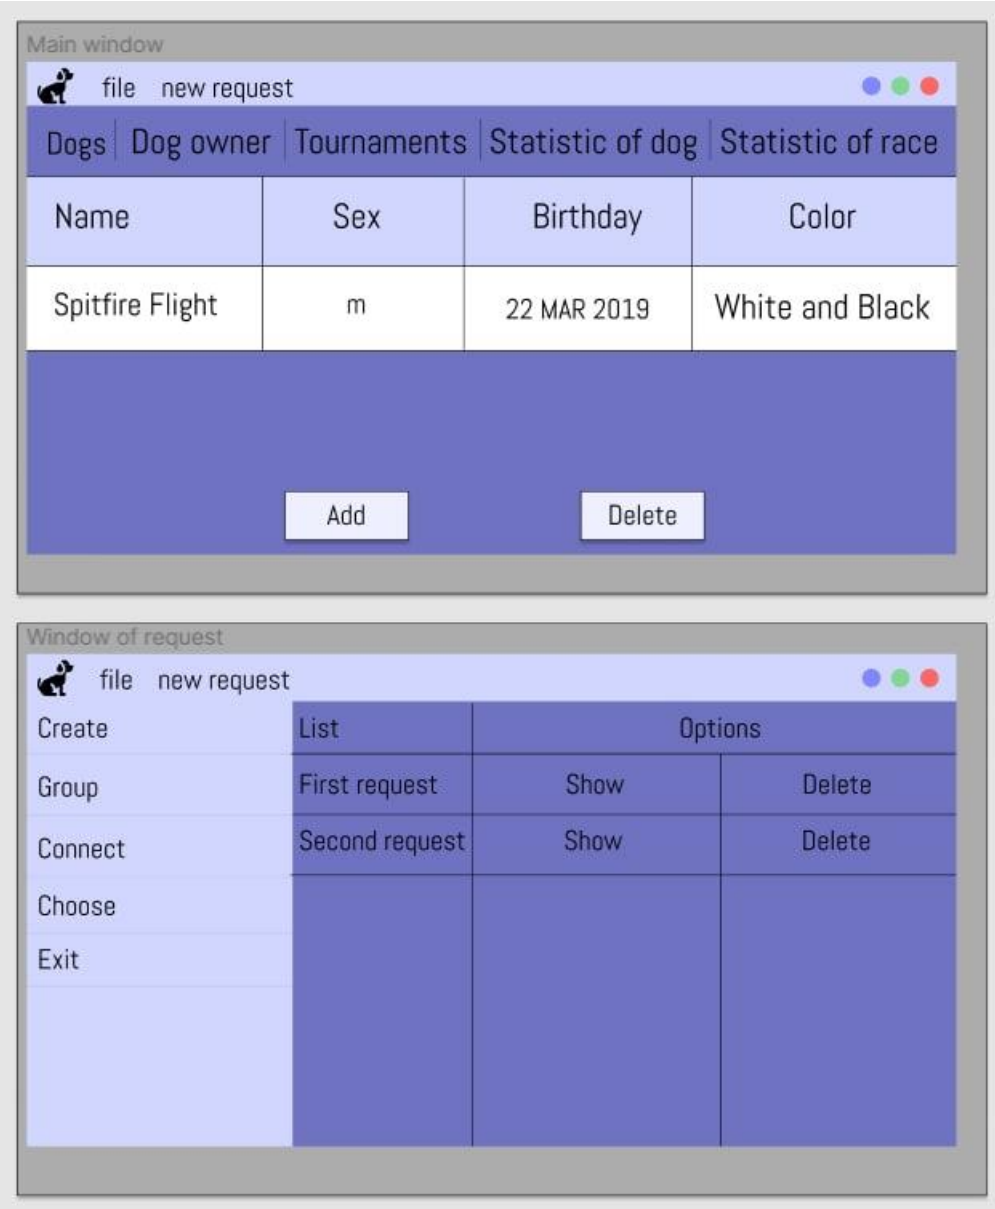 Main window
file new request
Dogs Dog owner Tournaments Statistic of dog Statistic of race
Name Sex Birthday Color
Spitfire Flight m 22 MAR 2019 White and Black
Add Delete
Window of request
file new request
Create List Options
Group First request Show Delete
Connect Second request Show Delete
Choose
Exit